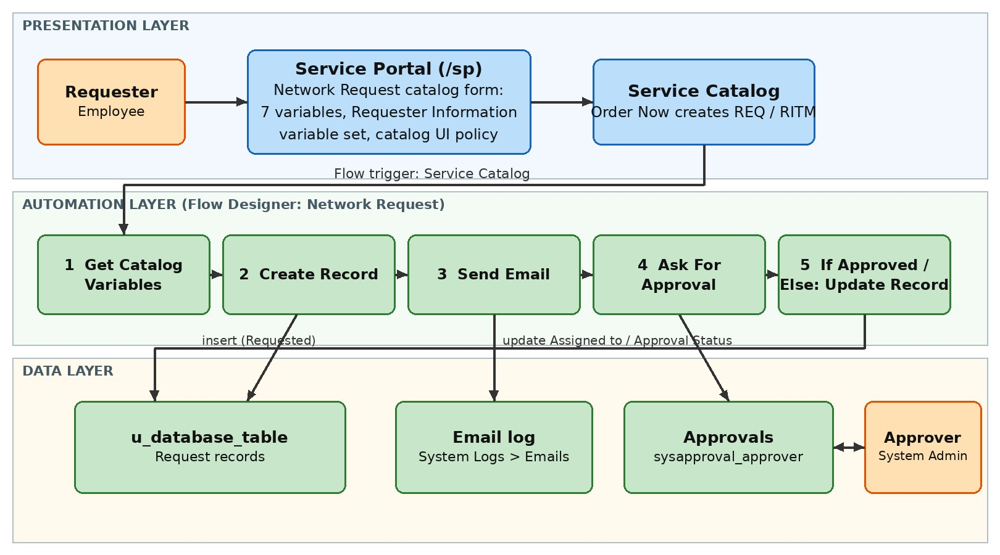 PRESENTATION LAYER
Requester
Employee
Service Portal (/sp)
Network Request catalog form:
7 variables, Requester Information
variable set, catalog UI policy
Service Catalog
Order Now creates REQ / RITM
Flow trigger: Service Catalog
AUTOMATION LAYER (Flow Designer: Network Request)
1 Get Catalog
Variables
2 Create Record
3 Send Email
4 Ask For
Approval
5 If Approved /
Else: Update Record
insert (Requested)
update Assigned to / Approval Status
DATA LAYER
u_database_table
Request records
Email log
System Logs > Emails
Approvals
sysapproval_approver
Approver
System Admin